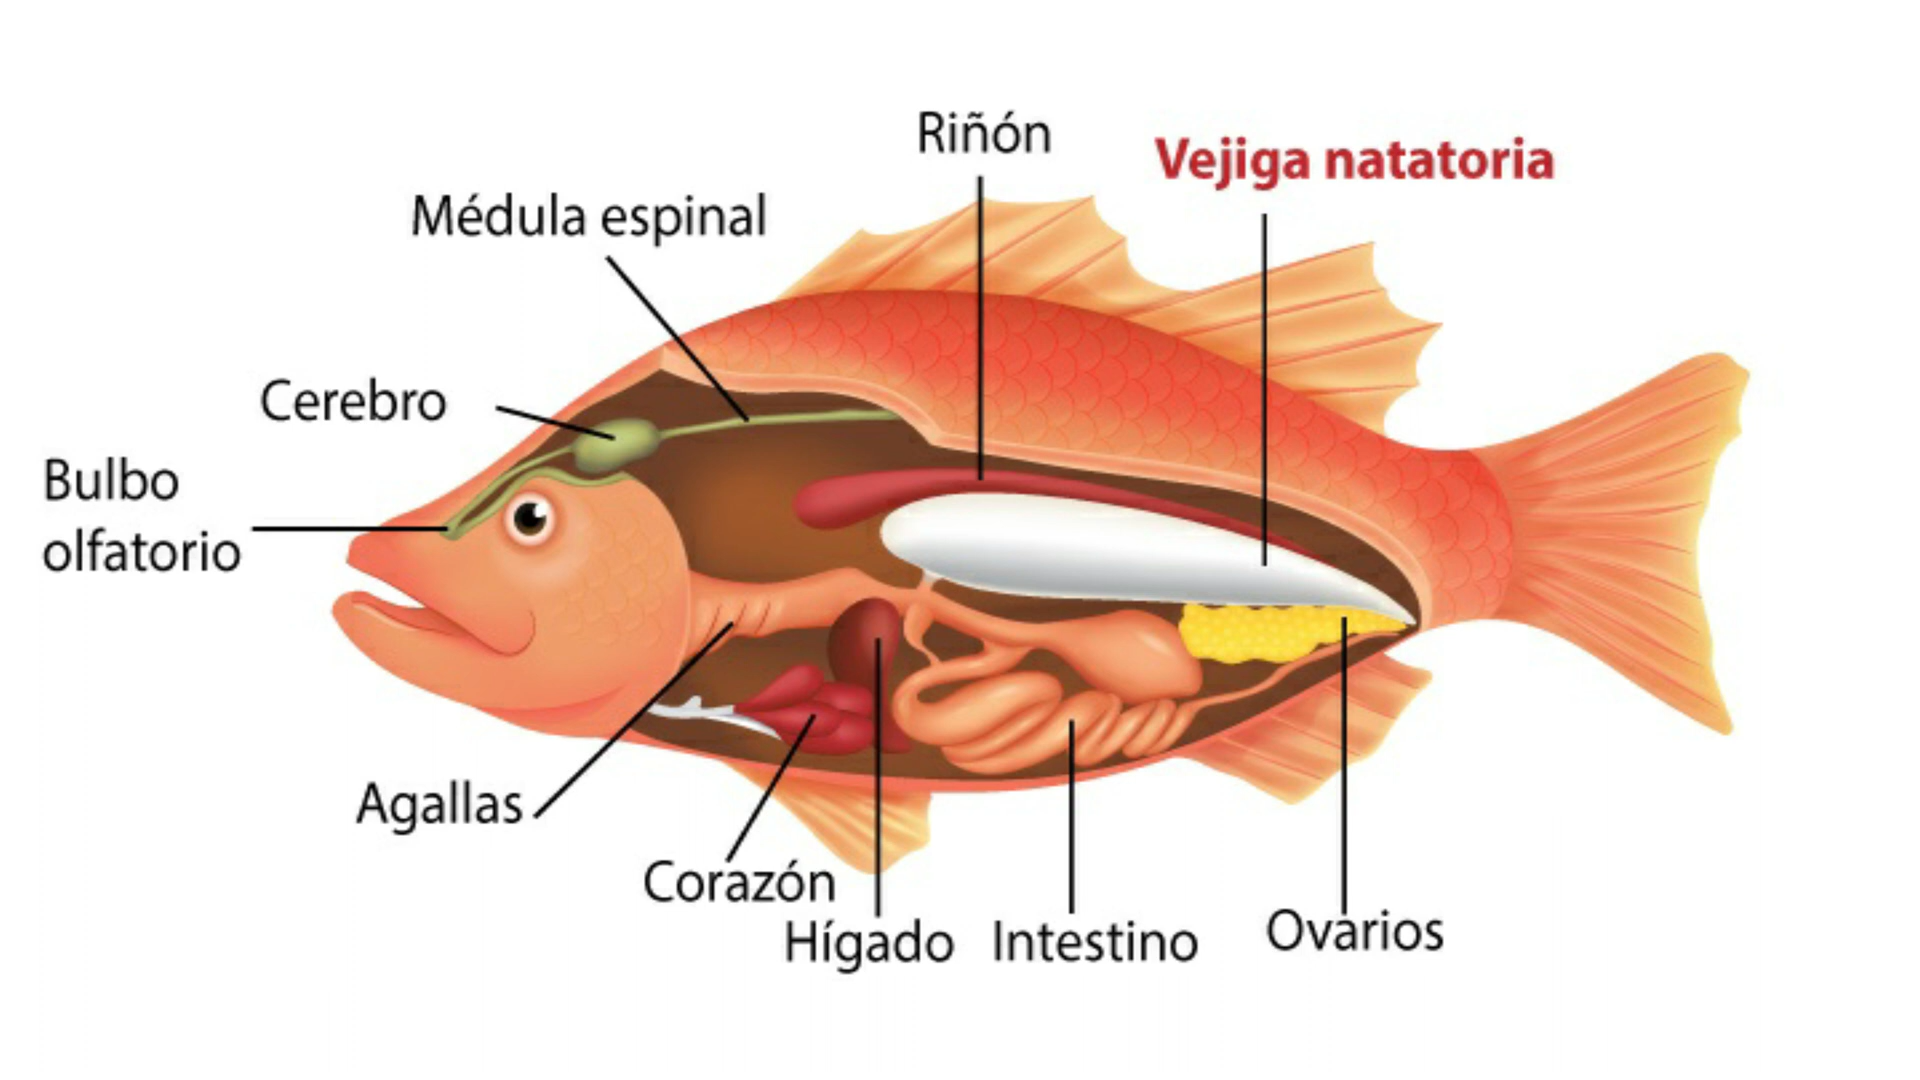 Riñón
Vejiga natatoria
Médula espinal
Cerebro
Bulbo
olfatorio
Agallas
Corazón
Hígado
Intestino
Ovarios